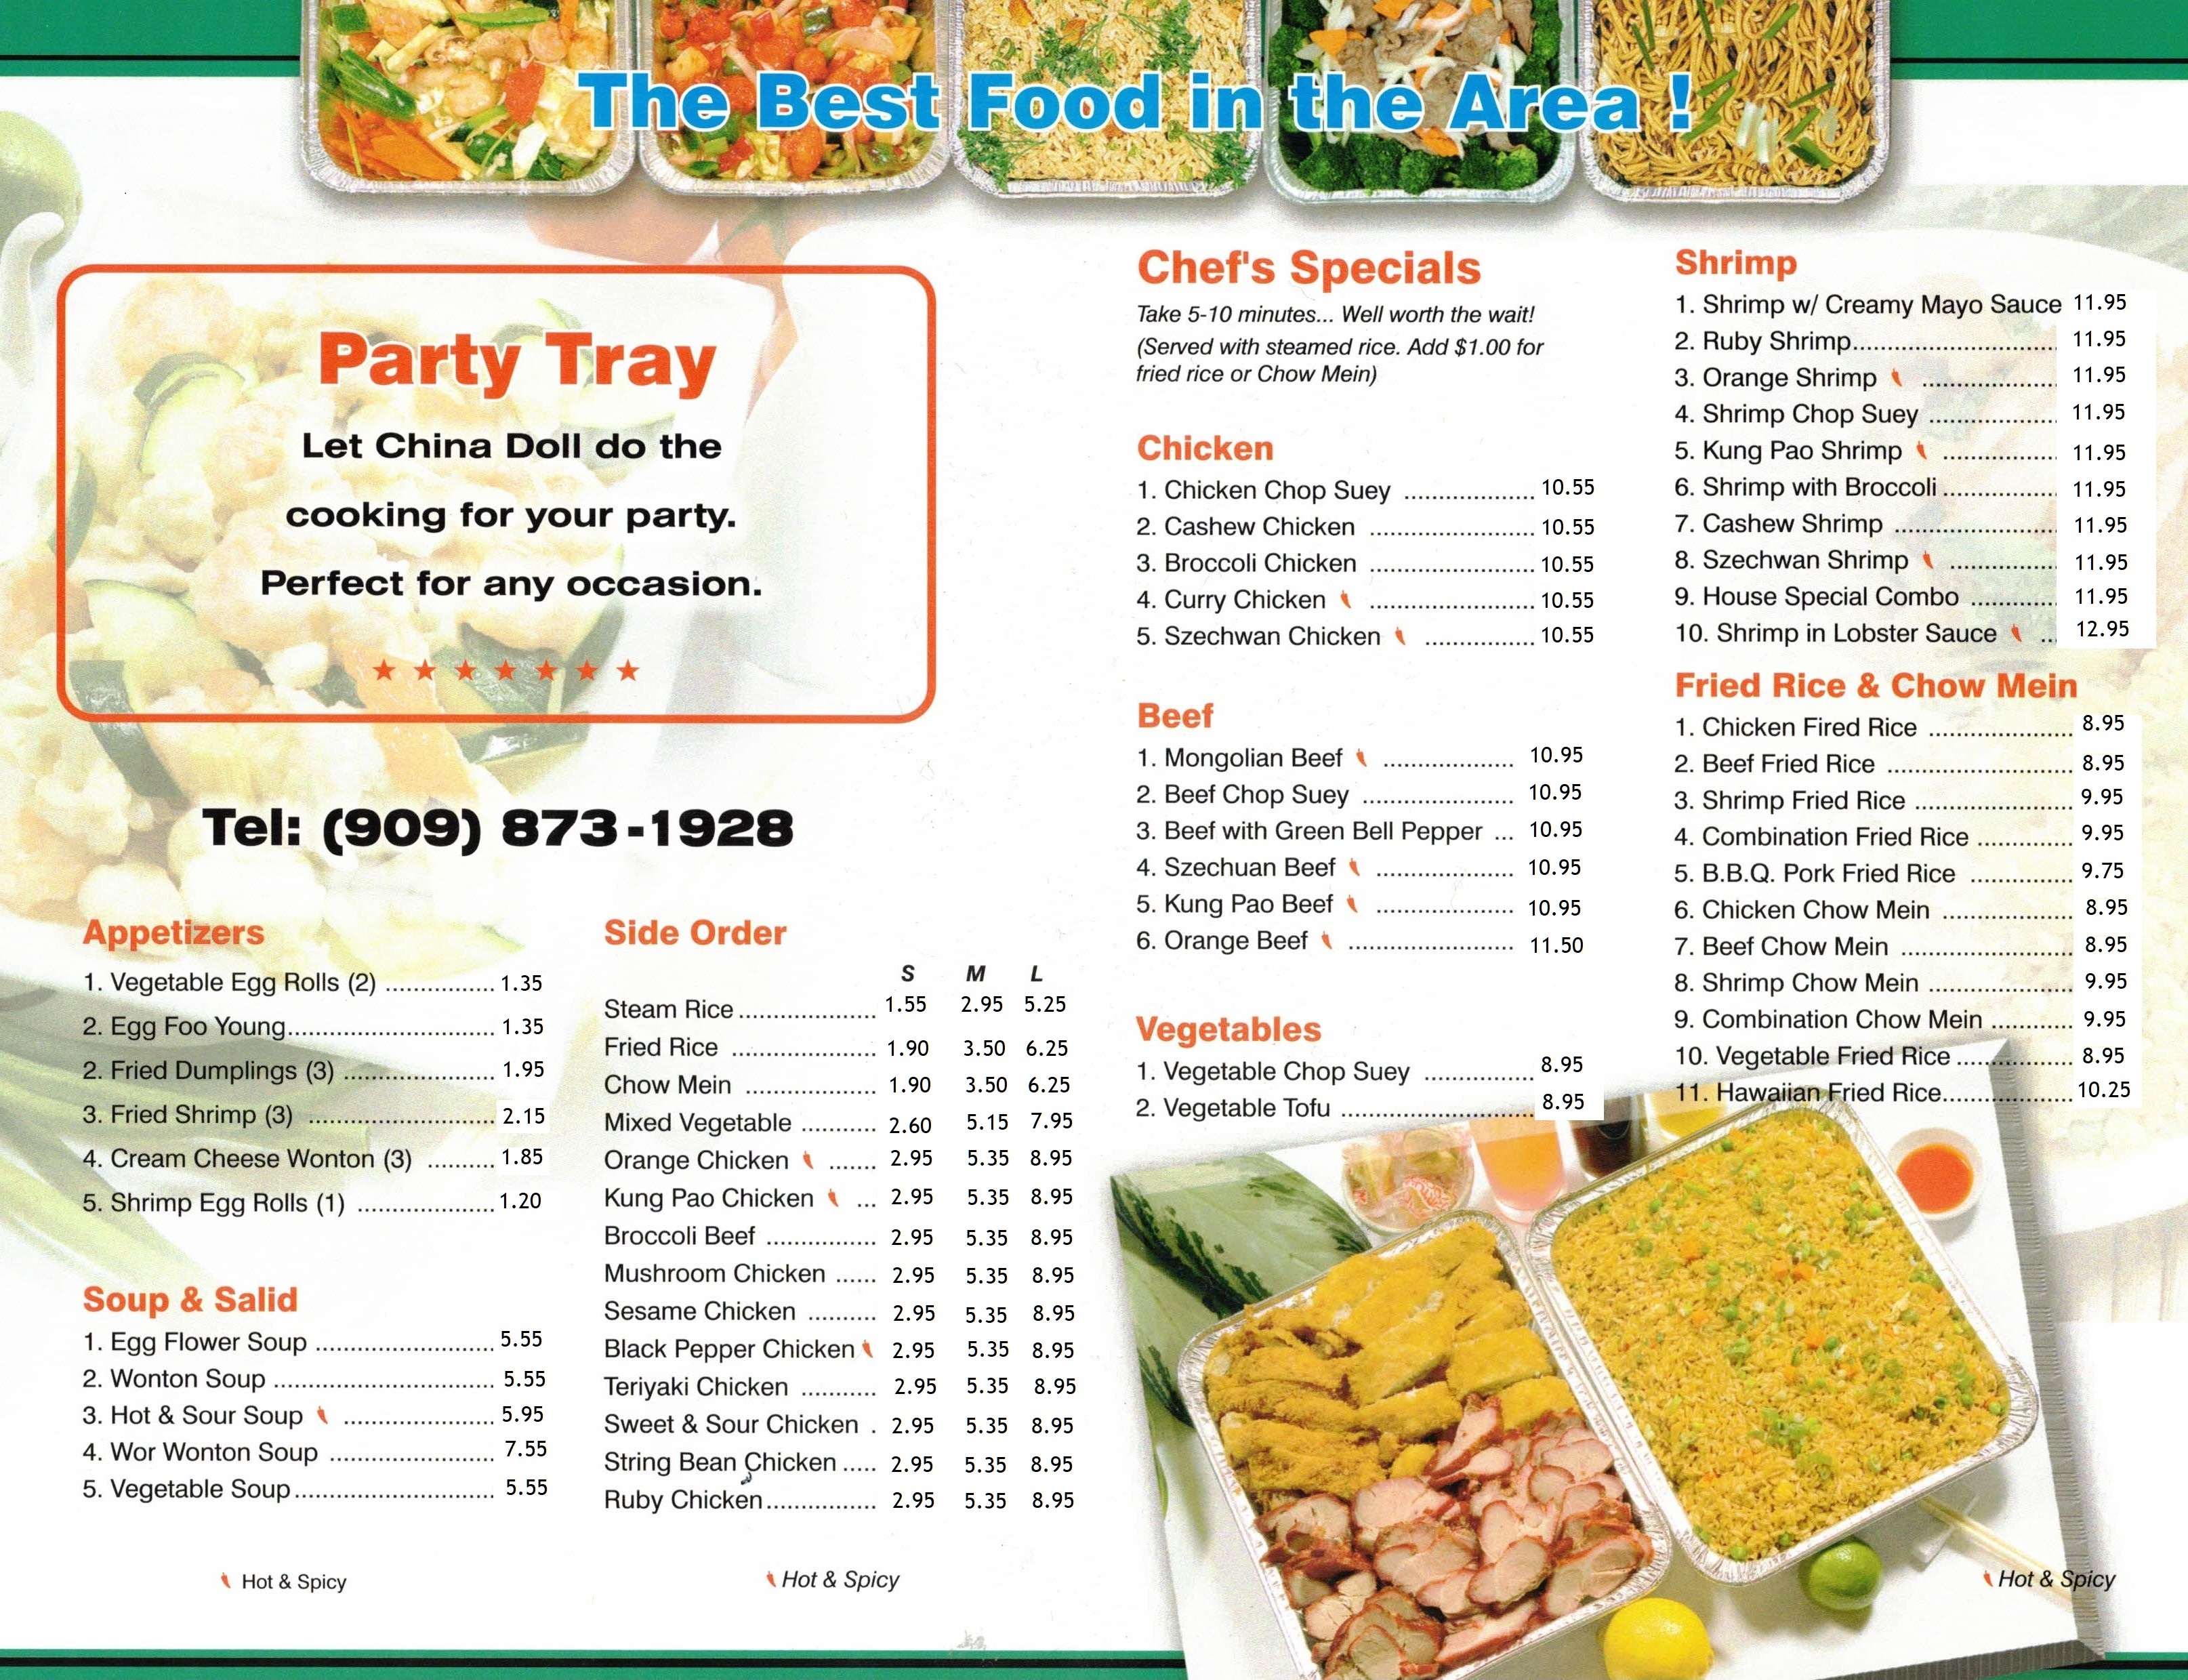 The Best Food in the Area !
Party Tray
Let China Doll do the
cooking for your party.
Perfect for any occasion.
Tel: (909) 873-1928
Appetizers
1. Vegetable Egg Rolls (2) ................ 1.35
2. Egg Foo Young.............................. 1.35
2. Fried Dumplings (3) ...................... 1.95
3. Fried Shrimp (3) ........................... 2.15
4. Cream Cheese Wonton (3) .......... 1.85
5. Shrimp Egg Rolls (1) .................... 1.20
Soup & Salid
1. Egg Flower Soup .......................... 5.55
2. Wonton Soup ................................ 5.55
3. Hot & Sour Soup ...................... 5.95
4. Wor Wonton Soup ........................ 7.55
5. Vegetable Soup............................. 5.55
Hot & Spicy
Side Order
S M L
Steam Rice .................... 1.55 2.95 5.25
Fried Rice ..................... 1.90 3.50 6.25
Chow Mein ................... 1.90 3.50 6.25
Mixed Vegetable ........... 2.60 5.15 7.95
Orange Chicken ....... 2.95 5.35 8.95
Kung Pao Chicken ... 2.95 5.35 8.95
Broccoli Beef ................ 2.95 5.35 8.95
Mushroom Chicken ...... 2.95 5.35 8.95
Sesame Chicken .......... 2.95 5.35 8.95
Black Pepper Chicken 2.95 5.35 8.95
Teriyaki Chicken ........... 2.95 5.35 8.95
Sweet & Sour Chicken . 2.95 5.35 8.95
String Bean Chicken ..... 2.95 5.35 8.95
Ruby Chicken................ 2.95 5.35 8.95
Hot & Spicy
Chef's Specials
Take 5-10 minutes... Well worth the wait!
(Served with steamed rice. Add $1.00 for
fried rice or Chow Mein)
Chicken
1. Chicken Chop Suey ................... 10.55
2. Cashew Chicken ........................ 10.55
3. Broccoli Chicken ........................ 10.55
4. Curry Chicken ........................ 10.55
5. Szechwan Chicken ................ 10.55
Beef
1. Mongolian Beef ................... 10.95
2. Beef Chop Suey ...................... 10.95
3. Beef with Green Bell Pepper ... 10.95
4. Szechuan Beef .................... 10.95
5. Kung Pao Beef .................... 10.95
6. Orange Beef ........................ 11.50
Vegetables
1. Vegetable Chop Suey ................ 8.95
2. Vegetable Tofu ............................ 8.95
Shrimp
1. Shrimp w/ Creamy Mayo Sauce 11.95
2. Ruby Shrimp.............................. 11.95
3. Orange Shrimp .................... 11.95
4. Shrimp Chop Suey ................... 11.95
5. Kung Pao Shrimp ................. 11.95
6. Shrimp with Broccoli ................. 11.95
7. Cashew Shrimp ........................ 11.95
8. Szechwan Shrimp ................ 11.95
9. House Special Combo ............. 11.95
10. Shrimp in Lobster Sauce ... 12.95
Fried Rice & Chow Mein
1. Chicken Fired Rice ..................... 8.95
2. Beef Fried Rice ........................... 8.95
3. Shrimp Fried Rice ....................... 9.95
4. Combination Fried Rice .............. 9.95
5. B.B.Q. Pork Fried Rice ............... 9.75
6. Chicken Chow Mein ................... 8.95
7. Beef Chow Mein ......................... 8.95
8. Shrimp Chow Mein ..................... 9.95
9. Combination Chow Mein ............ 9.95
10. Vegetable Fried Rice ................. 8.95
11. Hawaiian Fried Rice................... 10.25
Hot & Spicy